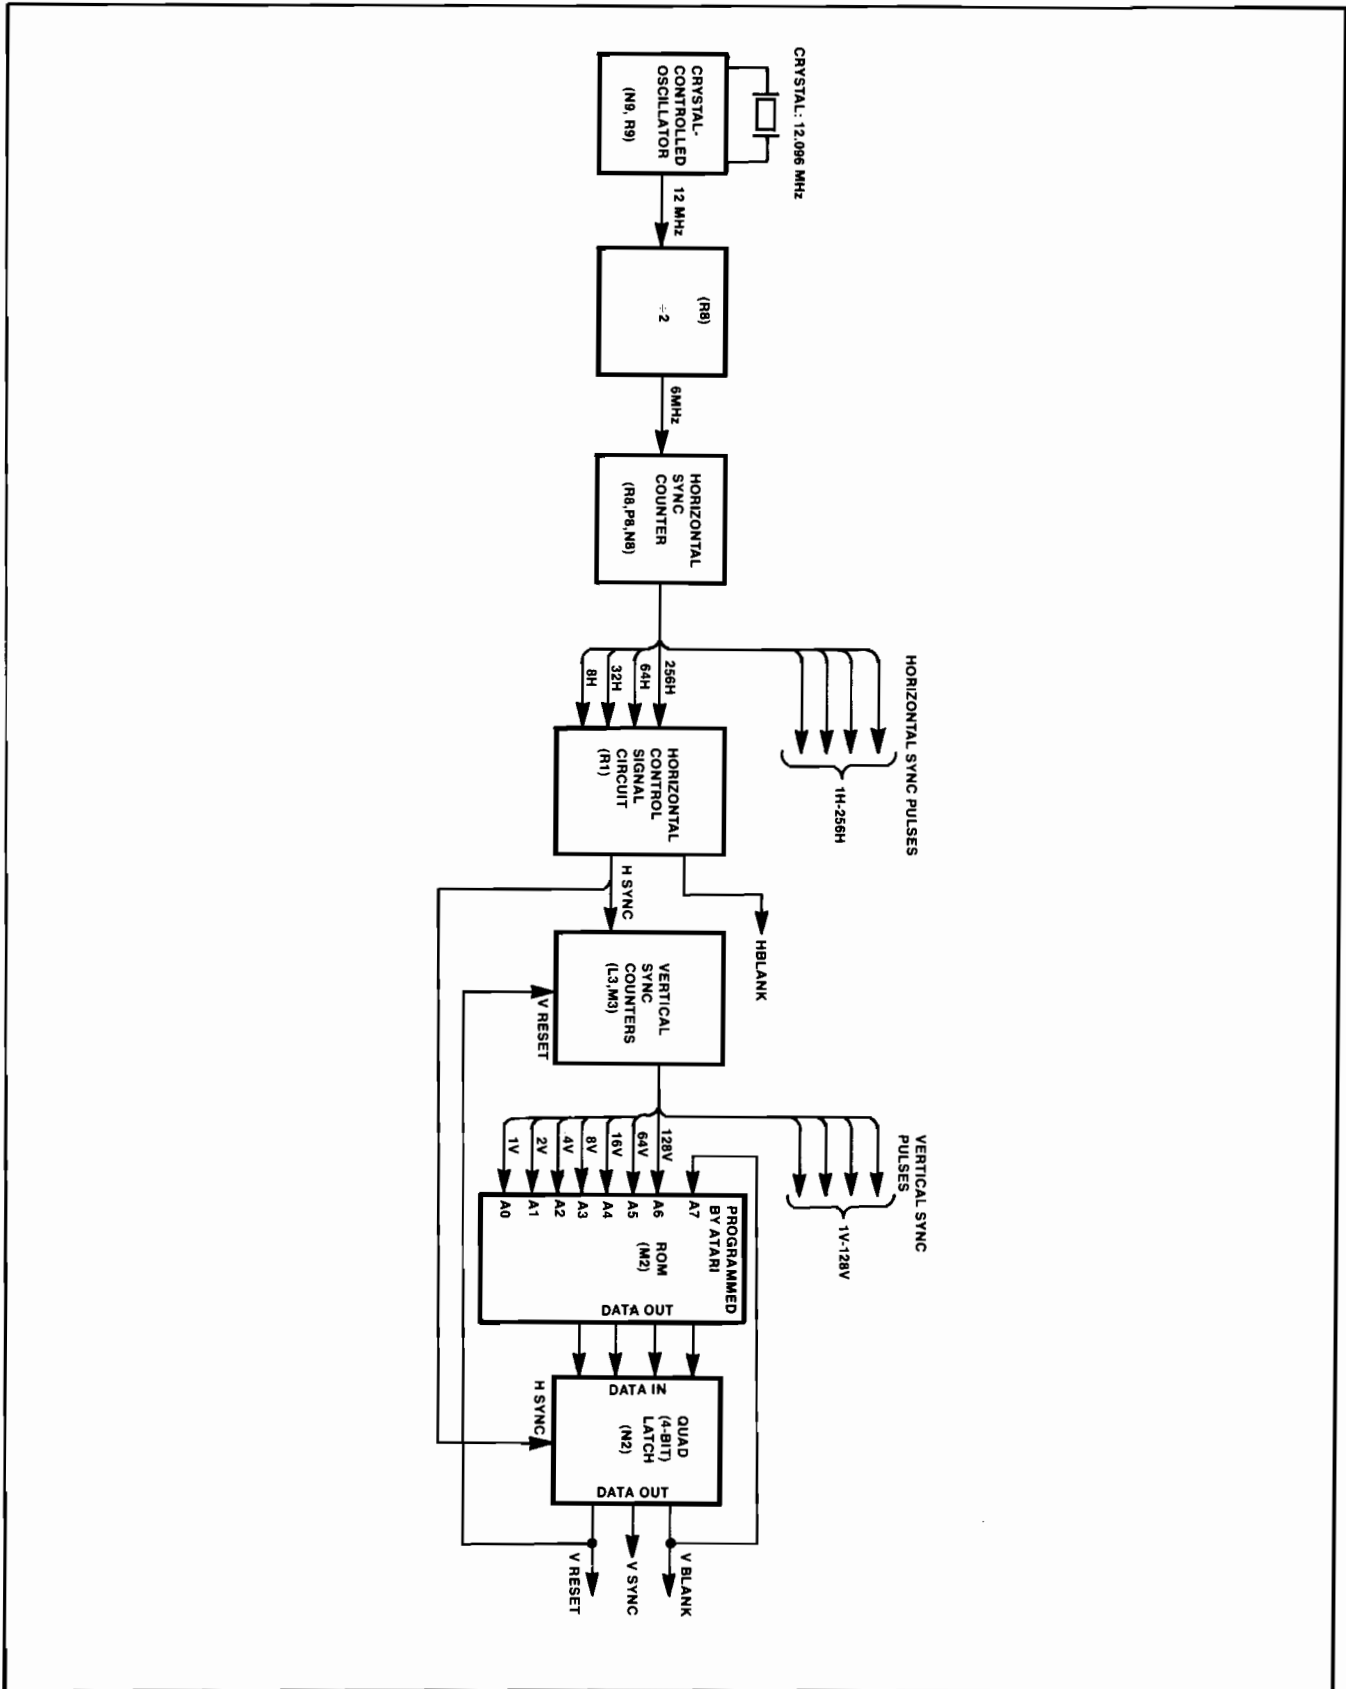 CRYSTAL: 12.096 MHz
CRYSTAL-
CONTROLLED
OSCILLATOR
(N9, R9)
12 MHz
(R8)
÷2
6MHz
HORIZONTAL
SYNC
COUNTER
(R8,P8,N8)
HORIZONTAL SYNC PULSES
1H-256H
256H
64H
32H
8H
HORIZONTAL
CONTROL
SIGNAL
CIRCUIT
(R1)
HBLANK
H SYNC
VERTICAL
SYNC
COUNTERS
(L3,M3)
V RESET
VERTICAL SYNC
PULSES
1V-128V
128V
64V
16V
8V
4V
2V
1V
PROGRAMMED
BY ATARI
A7
A6
A5
A4
A3
A2
A1
A0
ROM
(M2)
DATA OUT
DATA IN
QUAD
(4-BIT)
LATCH
(N2)
H SYNC
DATA OUT
V BLANK
V SYNC
V RESET